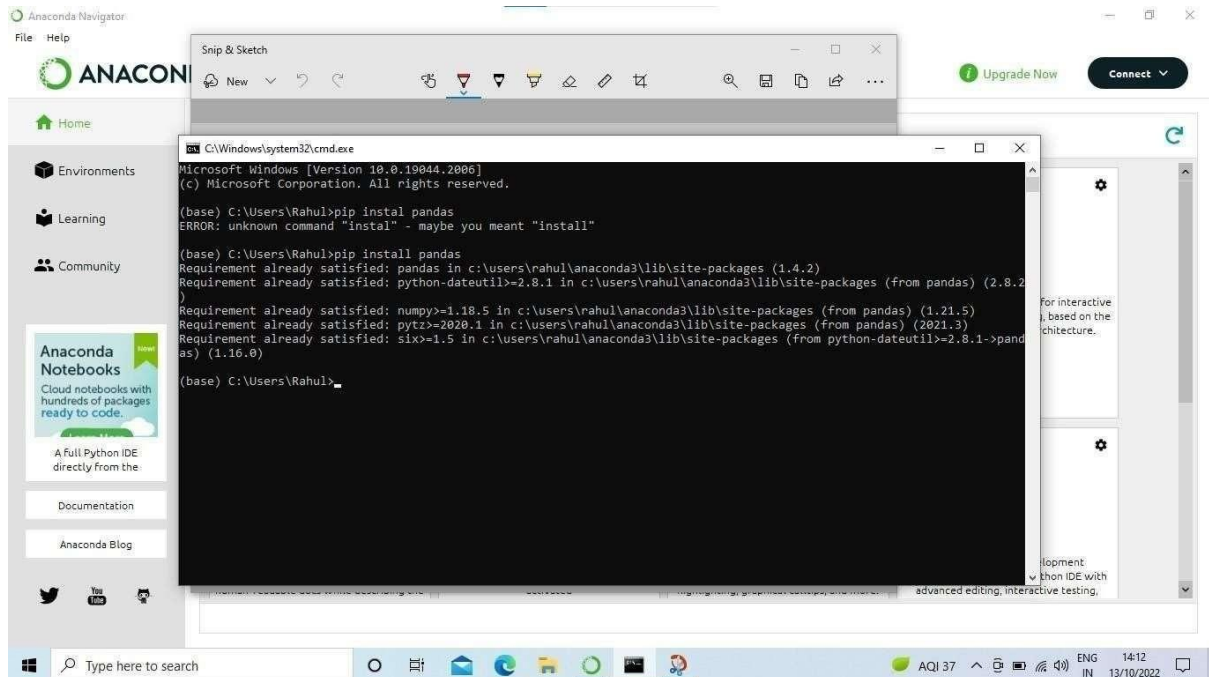 Anaconda Navigator
File Help
ANACON
Upgrade Now
Connect
Home
Environments
Learning
Community
Anaconda
Notebooks
New!
Cloud notebooks with
hundreds of packages
ready to code.
A Full Python IDE
directly from the
Documentation
Anaconda Blog
You
Tube
Snip & Sketch
New
C:\Windows\system32\cmd.exe
Microsoft Windows [Version 10.0.19044.2006]
(c) Microsoft Corporation. All rights reserved.
(base) C:\Users\Rahul>pip instal pandas
ERROR: unknown command "instal" - maybe you meant "install"
(base) C:\Users\Rahul>pip install pandas
Requirement already satisfied: pandas in c:\users\rahul\anaconda3\lib\site-packages (1.4.2)
Requirement already satisfied: python-dateutil>=2.8.1 in c:\users\rahul\anaconda3\lib\site-packages (from pandas) (2.8.2
)
Requirement already satisfied: numpy>=1.18.5 in c:\users\rahul\anaconda3\lib\site-packages (from pandas) (1.21.5)
Requirement already satisfied: pytz>=2020.1 in c:\users\rahul\anaconda3\lib\site-packages (from pandas) (2021.3)
Requirement already satisfied: six>=1.5 in c:\users\rahul\anaconda3\lib\site-packages (from python-dateutil>=2.8.1->pand
as) (1.16.0)
(base) C:\Users\Rahul>
for interactive
, based on the
rchitecture.
lopment
thon IDE with
advanced editing, interactive testing,
Type here to search
AQI 37
ENG
IN
14:12
13/10/2022